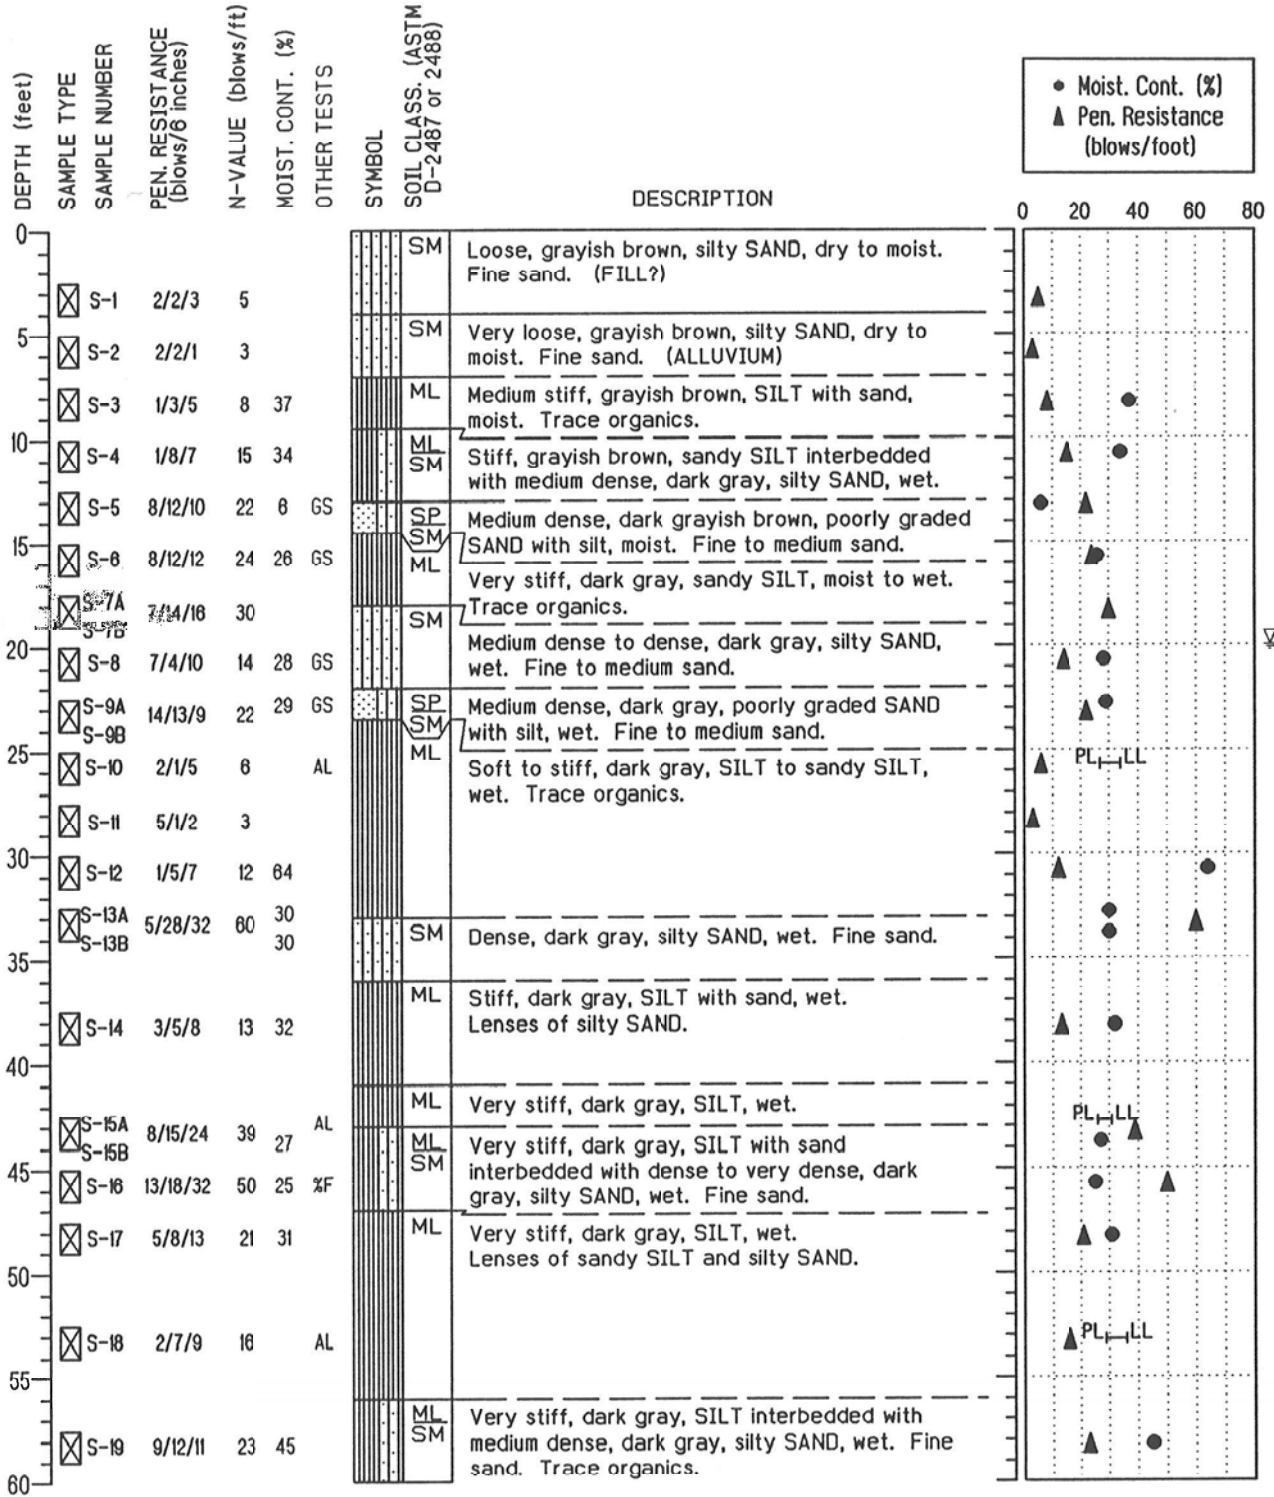 DEPTH (feet)
SAMPLE TYPE
SAMPLE NUMBER
PEN. RESISTANCE
(blows/6 inches)
N-VALUE (blows/ft)
MOIST. CONT. (%)
OTHER TESTS
SYMBOL
SOIL CLASS. (ASTM
D-2487 or 2488)
DESCRIPTION
Moist. Cont. (%)
Pen. Resistance
(blows/foot)
0 20 40 60 80
0
SM Loose, grayish brown, silty SAND, dry to moist.
Fine sand. (FILL?)
S-1 2/2/3 5
SM Very loose, grayish brown, silty SAND, dry to
5
S-2 2/2/1 3 moist. Fine sand. (ALLUVIUM)
ML Medium stiff, grayish brown, SILT with sand,
S-3 1/3/5 8 37
moist. Trace organics.
10
ML
SM
S-4 1/8/7 15 34 Stiff, grayish brown, sandy SILT interbedded
with medium dense, dark gray, silty SAND, wet.
S-5 8/12/10 22 6 GS
SP
SM
Medium dense, dark grayish brown, poorly graded
15
SAND with silt, moist. Fine to medium sand.
S-6 8/12/12 24 26 GS
ML
Very stiff, dark gray, sandy SILT, moist to wet.
Trace organics.
S-7A
S-7B
7/14/16 30
SM
Medium dense to dense, dark gray, silty SAND,
20
S-8 7/4/10 14 28 GS wet. Fine to medium sand.
S-9A
S-9B
14/13/9 22 29 GS
SP
SM
Medium dense, dark gray, poorly graded SAND
with silt, wet. Fine to medium sand.
25
ML
PL LL
S-10 2/1/5 6 AL Soft to stiff, dark gray, SILT to sandy SILT,
wet. Trace organics.
S-11 5/1/2 3
30
S-12 1/5/7 12 64
S-13A
S-13B
5/28/32 60 30
30
SM Dense, dark gray, silty SAND, wet. Fine sand.
35
ML Stiff, dark gray, SILT with sand, wet.
S-14 3/5/8 13 32 Lenses of silty SAND.
40
ML Very stiff, dark gray, SILT, wet.
PL LL
S-15A
S-15B
8/15/24 39 27 AL
ML
SM
Very stiff, dark gray, SILT with sand
interbedded with dense to very dense, dark
45
S-16 13/18/32 50 25 %F gray, silty SAND, wet. Fine sand.
ML Very stiff, dark gray, SILT, wet.
S-17 5/8/13 21 31
Lenses of sandy SILT and silty SAND.
50
S-18 2/7/9 16 AL
PL LL
55
ML
SM
Very stiff, dark gray, SILT interbedded with
S-19 9/12/11 23 45 medium dense, dark gray, silty SAND, wet. Fine
sand. Trace organics.
60